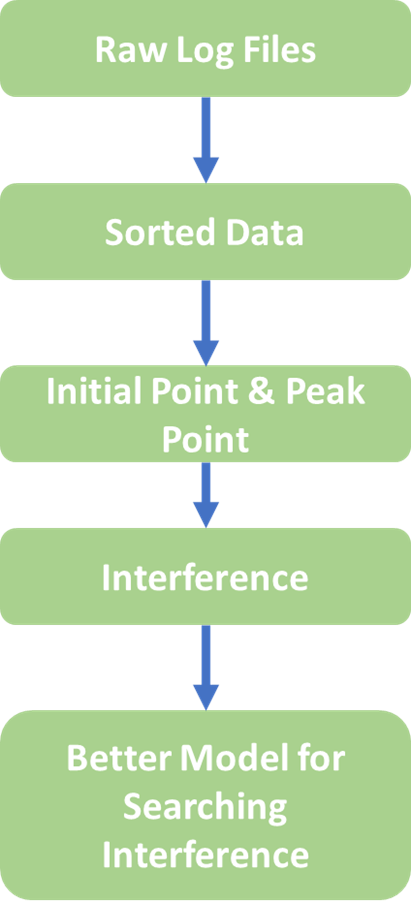 Raw Log Files
Sorted Data
Initial Point & Peak
Point
Interference
Better Model for
Searching
Interference